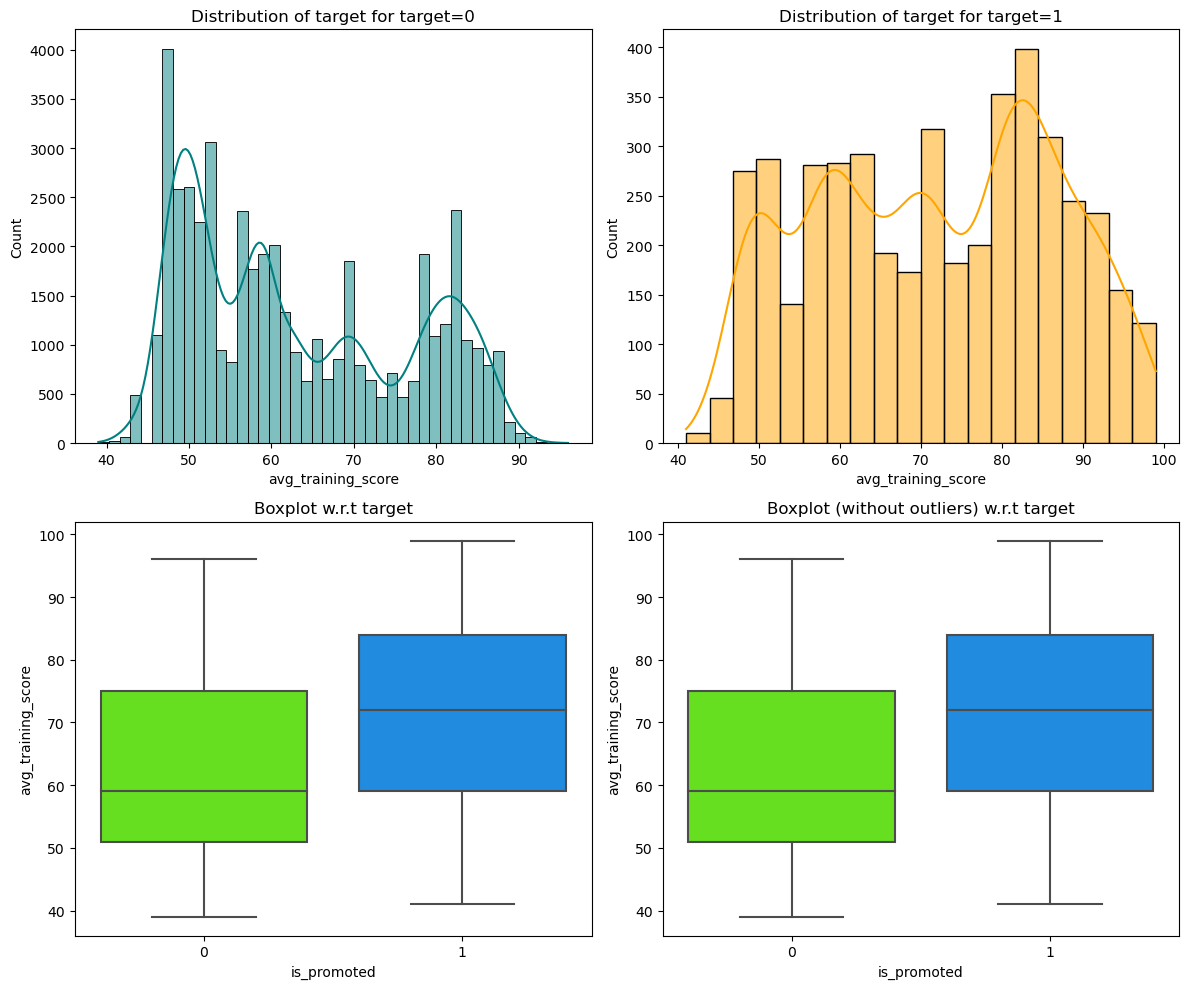 Distribution of target for target=0
4000
3500
3000
2500
2000
1500
1000
500
0
Count
40 50 60 70 80 90
avg_training_score
Distribution of target for target=1
400
350
300
250
200
150
100
50
0
Count
40 50 60 70 80 90 100
avg_training_score
Boxplot w.r.t target
100
90
80
70
60
50
40
avg_training_score
0 1
is_promoted
Boxplot (without outliers) w.r.t target
100
90
80
70
60
50
40
avg_training_score
0 1
is_promoted